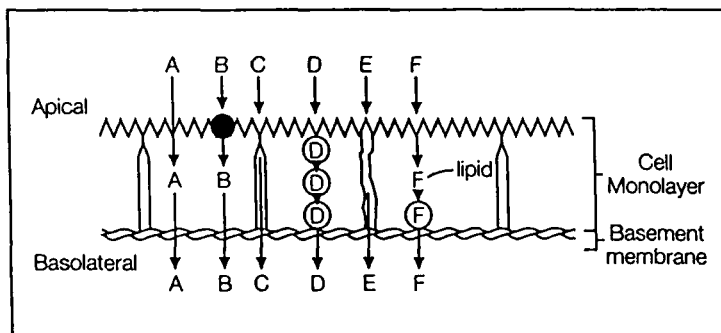 A B C D E F
Apical
D
D
A B F lipid
D F
Cell
Monolayer
Basement
membrane
Basolateral
A B C D E F